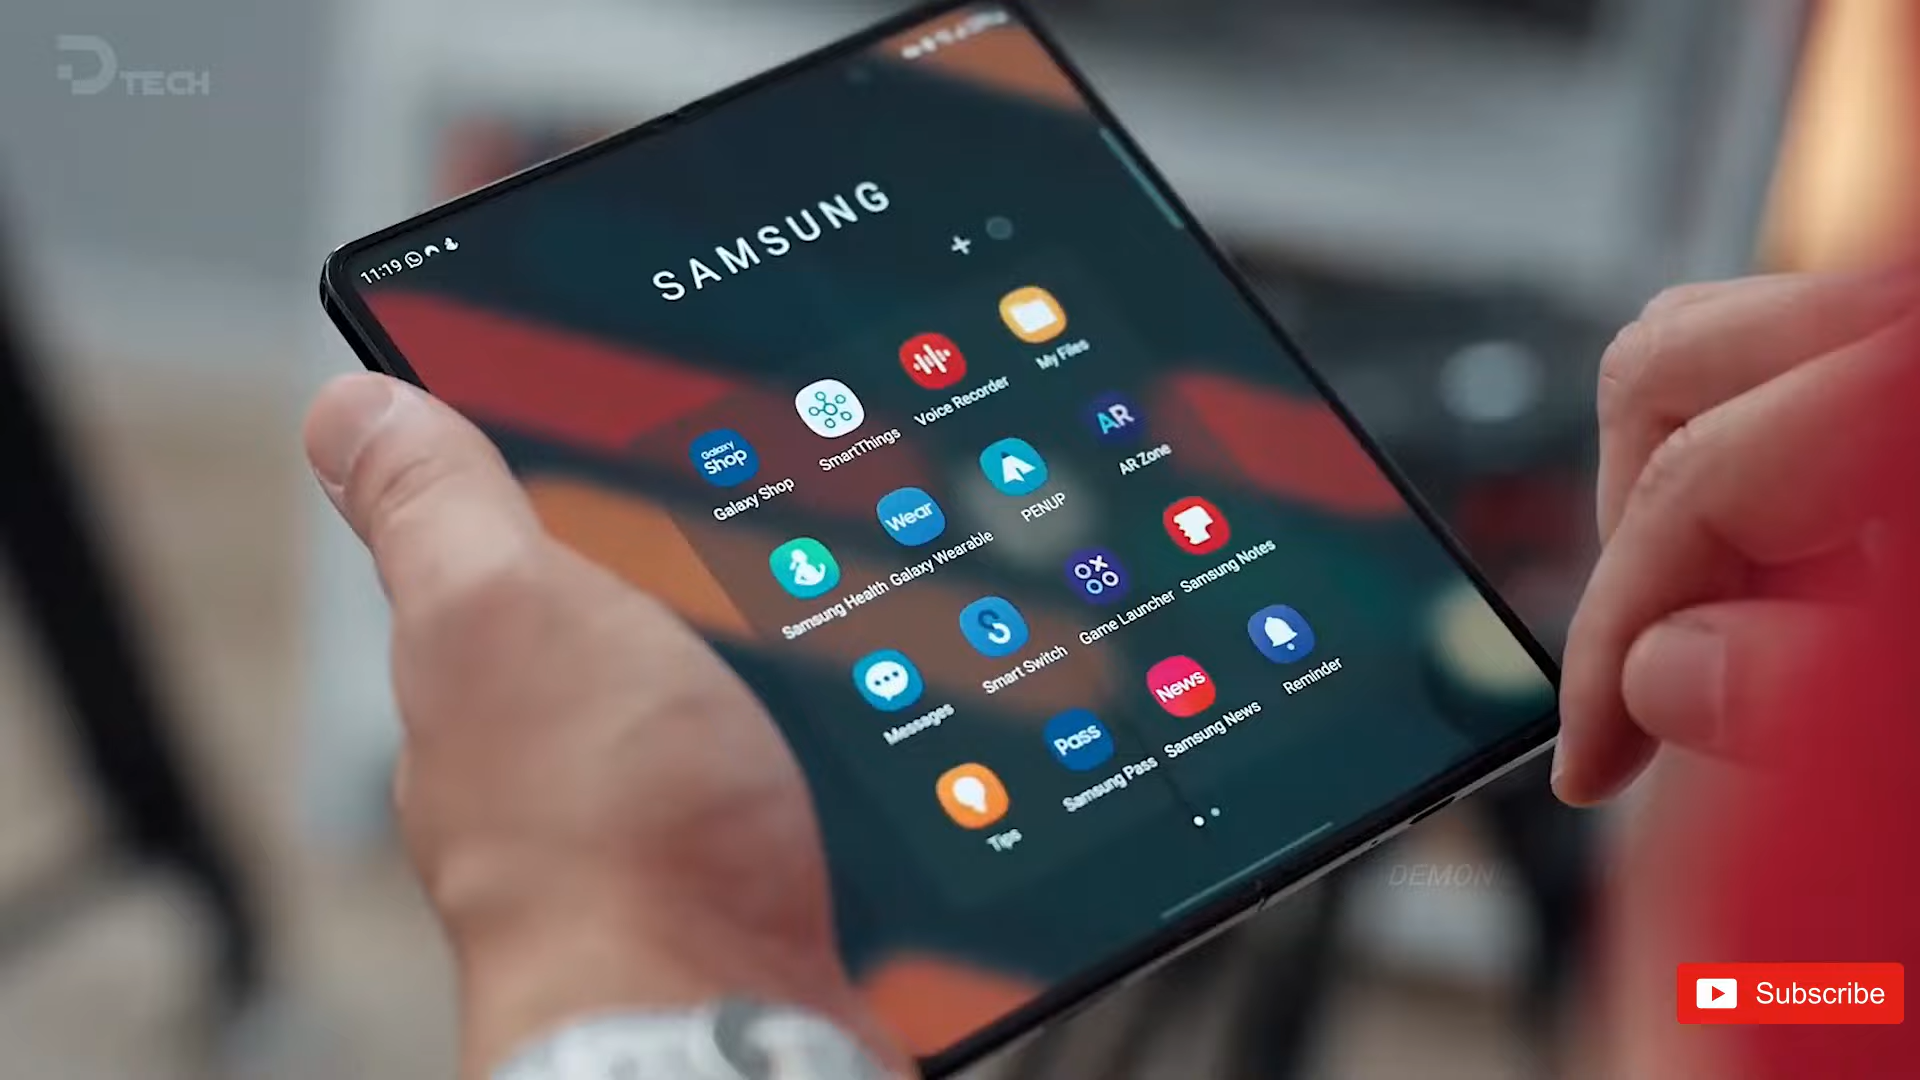 D TECH
11:19
SAMSUNG
My Files
Voice Recorder
SmartThings
Galaxy Shop
Galaxy Shop
AR
AR Zone
PENUP
Wear
Galaxy Wearable
Samsung Health
Samsung Notes
Game Launcher
Smart Switch
Messages
Reminder
News
Samsung News
Pass
Samsung Pass
Tips
DEMON
Subscribe